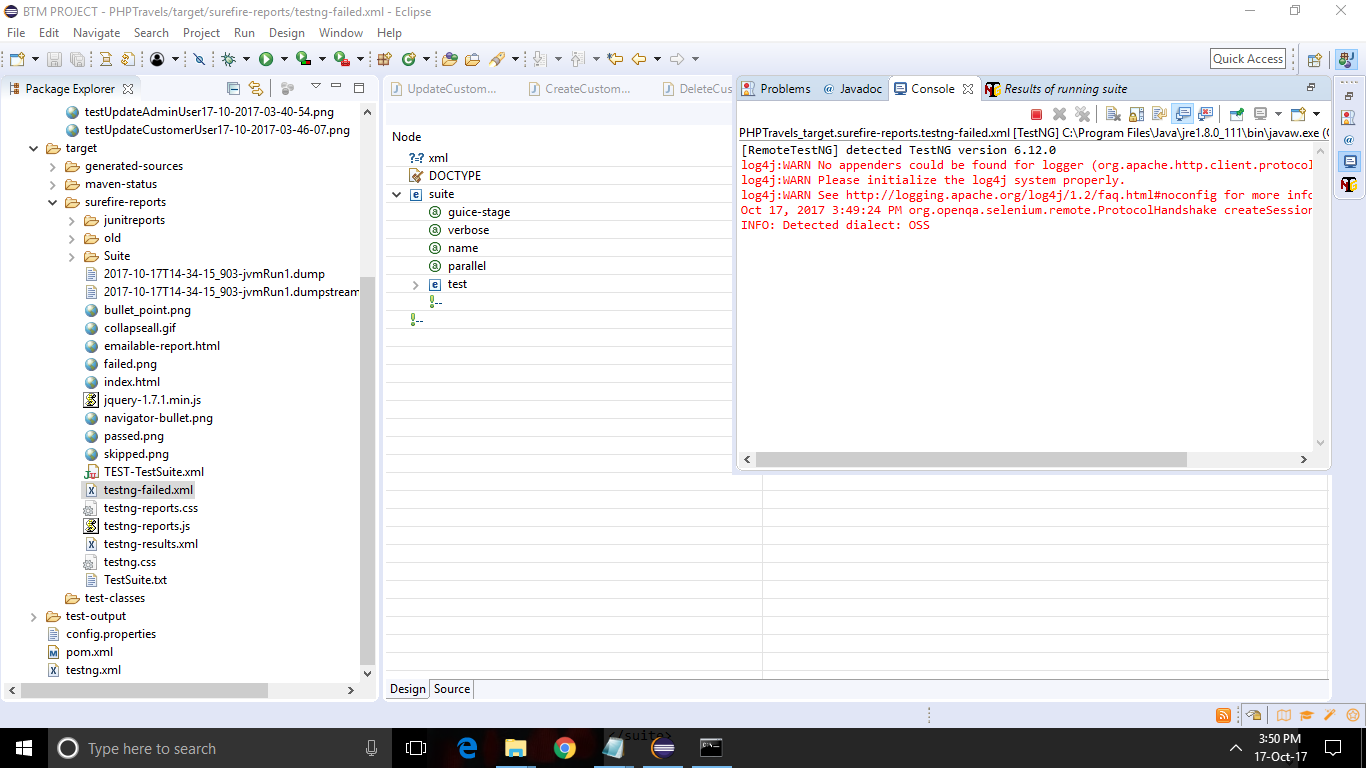 BTM PROJECT - PHPTravels/target/surefire-reports/testng-failed.xml - Eclipse
File Edit Navigate Search Project Run Design Window Help
Quick Access
Package Explorer
testUpdateAdminUser17-10-2017-03-40-54.png
testUpdateCustomerUser17-10-2017-03-46-07.png
target
generated-sources
maven-status
surefire-reports
junitreports
old
Suite
2017-10-17T14-34-15_903-jvmRun1.dump
2017-10-17T14-34-15_903-jvmRun1.dumpstream
bullet_point.png
collapseall.gif
emailable-report.html
failed.png
index.html
jquery-1.7.1.min.js
navigator-bullet.png
passed.png
skipped.png
TEST-TestSuite.xml
testng-failed.xml
testng-reports.css
testng-reports.js
testng-results.xml
testng.css
TestSuite.txt
test-classes
test-output
config.properties
pom.xml
testng.xml
UpdateCustom... CreateCustom... DeleteCus
Node
?=? xml
DOCTYPE
suite
guice-stage
verbose
name
parallel
test
!--
!--
Design Source
Problems @ Javadoc Console Results of running suite
PHPTravels_target.surefire-reports.testng-failed.xml [TestNG] C:\Program Files\Java\jre1.8.0_111\bin\javaw.exe (
[RemoteTestNG] detected TestNG version 6.12.0
log4j:WARN No appenders could be found for logger (org.apache.http.client.protocol
log4j:WARN Please initialize the log4j system properly.
log4j:WARN See http://logging.apache.org/log4j/1.2/faq.html#noconfig for more info
Oct 17, 2017 3:49:24 PM org.openqa.selenium.remote.ProtocolHandshake createSession
INFO: Detected dialect: OSS
</suite>
Type here to search
3:50 PM
17-Oct-17